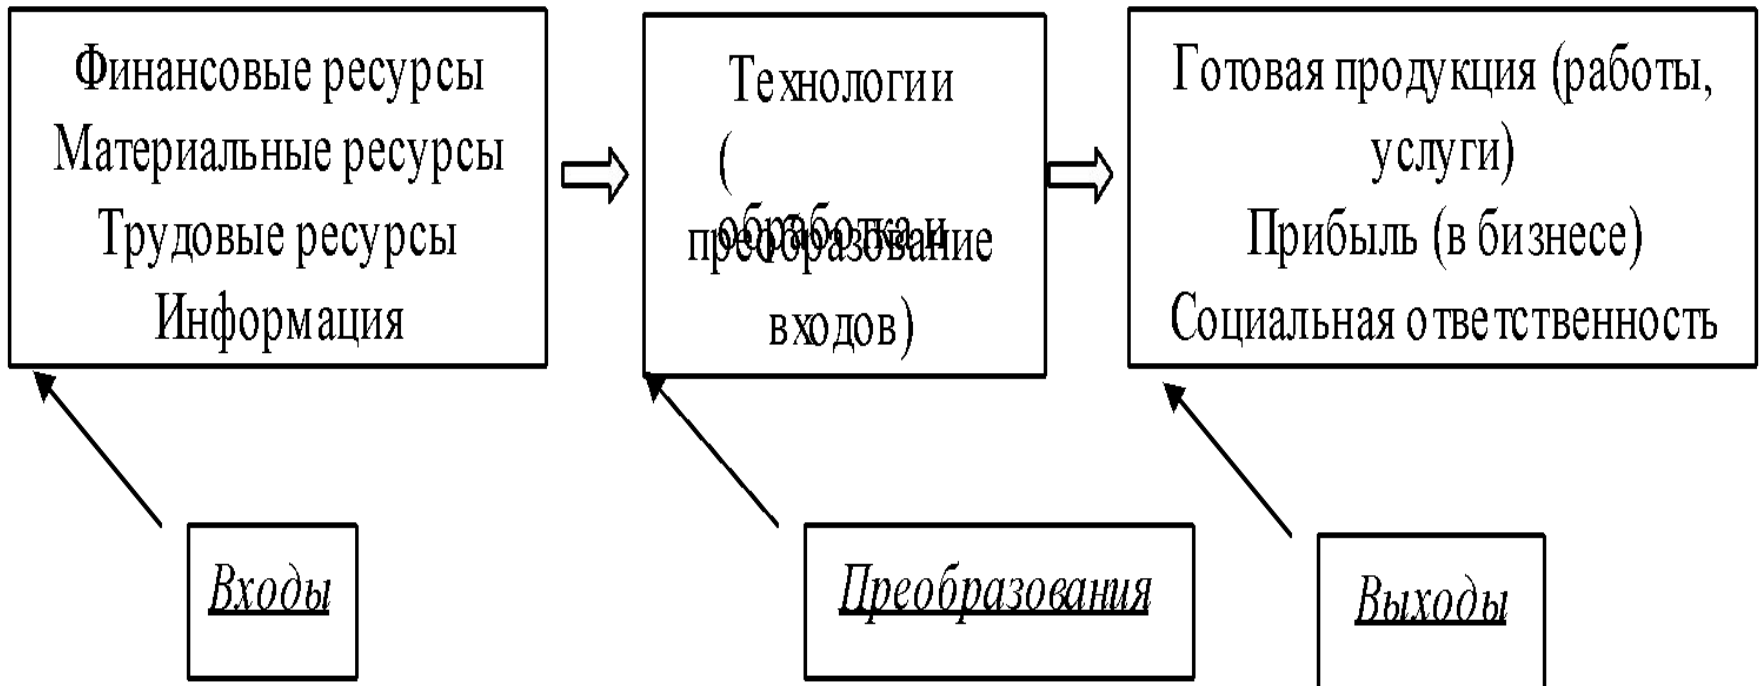 Финансовые ресурсы
Материальные ресурсы
Трудовые ресурсы
Информация
Технологии
(
обработка и
преобразование
входов)
Готовая продукция (работы,
услуги)
Прибыль (в бизнесе)
Социальная ответственность
Входы
Преобразования
Выходы